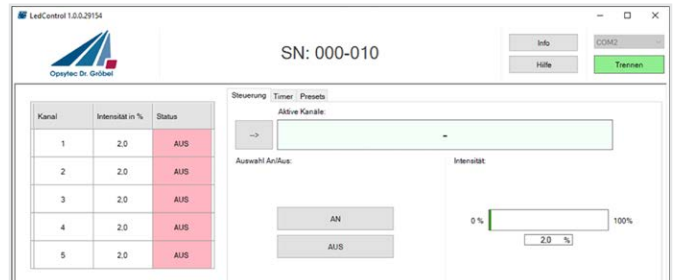 LedControl 1.0.0.29154
Opsytec Dr. Gröbel
SN: 000-010
Info
Hilfe
COM2
Trennen
Kanal Intensität in % Status
1 2,0 AUS
2 2,0 AUS
3 2,0 AUS
4 2,0 AUS
5 2,0 AUS
Steuerung Timer Presets
Aktive Kanäle:
--> -
Auswahl An/Aus:
AN
AUS
Intensität:
0 % 100%
2,0 %